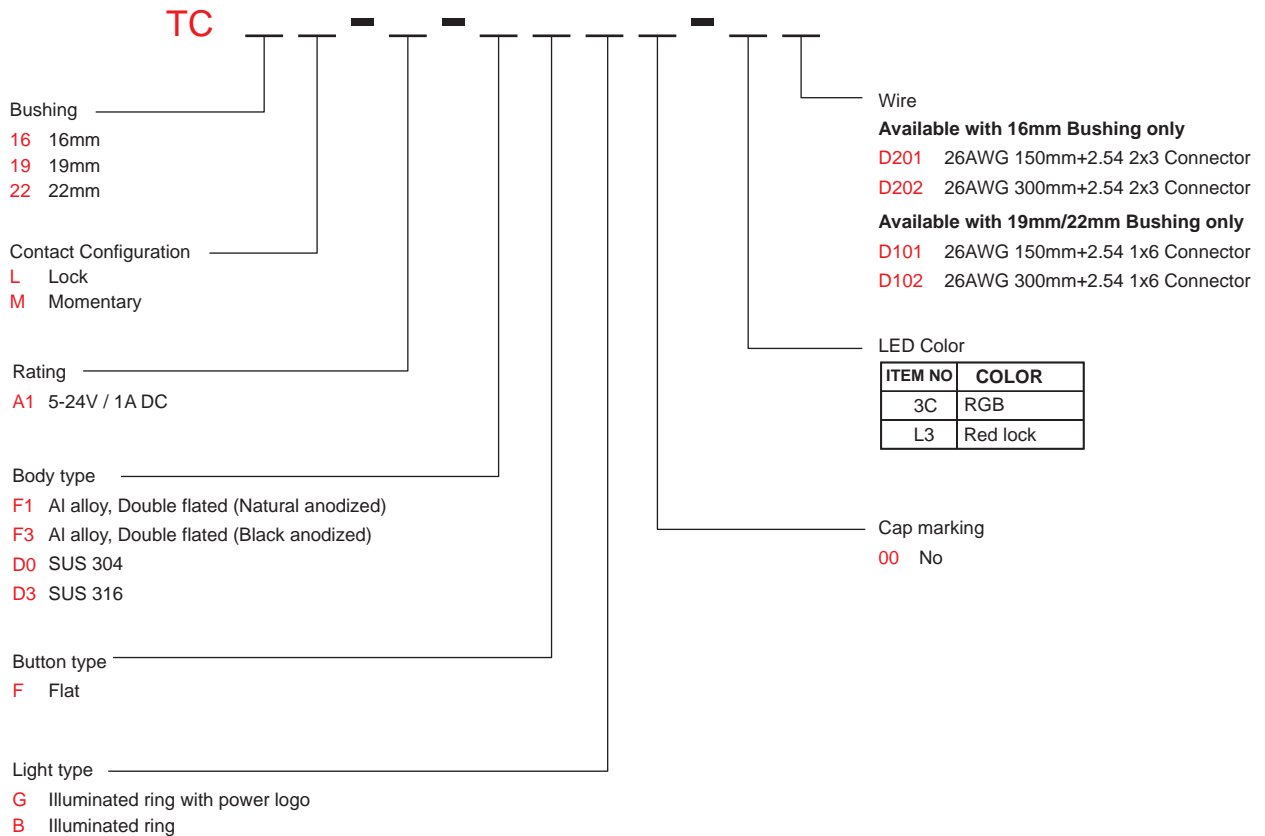 TC
Bushing
16 16mm
19 19mm
22 22mm
Contact Configuration
L Lock
M Momentary
Rating
A1 5-24V / 1A DC
Body type
F1 Al alloy, Double flated (Natural anodized)
F3 Al alloy, Double flated (Black anodized)
D0 SUS 304
D3 SUS 316
Button type
F Flat
Light type
G Illuminated ring with power logo
B Illuminated ring
Wire
Available with 16mm Bushing only
D201 26AWG 150mm+2.54 2x3 Connector
D202 26AWG 300mm+2.54 2x3 Connector
Available with 19mm/22mm Bushing only
D101 26AWG 150mm+2.54 1x6 Connector
D102 26AWG 300mm+2.54 1x6 Connector
LED Color
ITEM NO COLOR
3C RGB
L3 Red lock
Cap marking
00 No